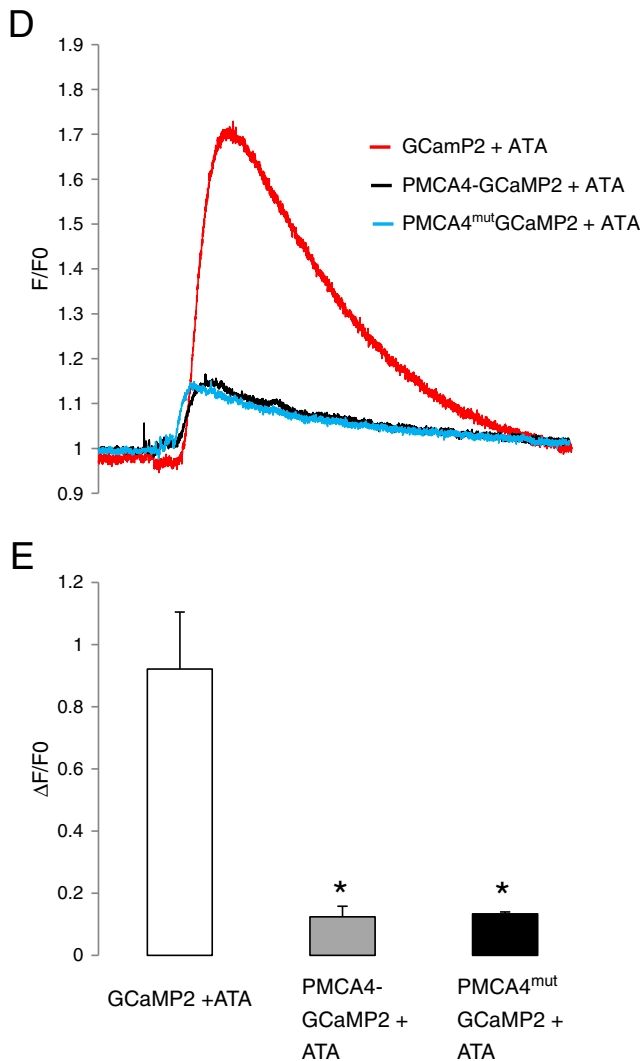 D
1.9
1.8
1.7
1.6
1.5
1.4
1.3
1.2
1.1
1
0.9
F/F0
GCamP2 + ATA
PMCA4-GCaMP2 + ATA
PMCA4ᵐᵘᵗGCaMP2 + ATA
E
1.2
1
0.8
0.6
0.4
0.2
0
ΔF/F0
*
*
GCaMP2 +ATA
PMCA4-
GCaMP2 +
ATA
PMCA4ᵐᵘᵗ
GCaMP2 +
ATA